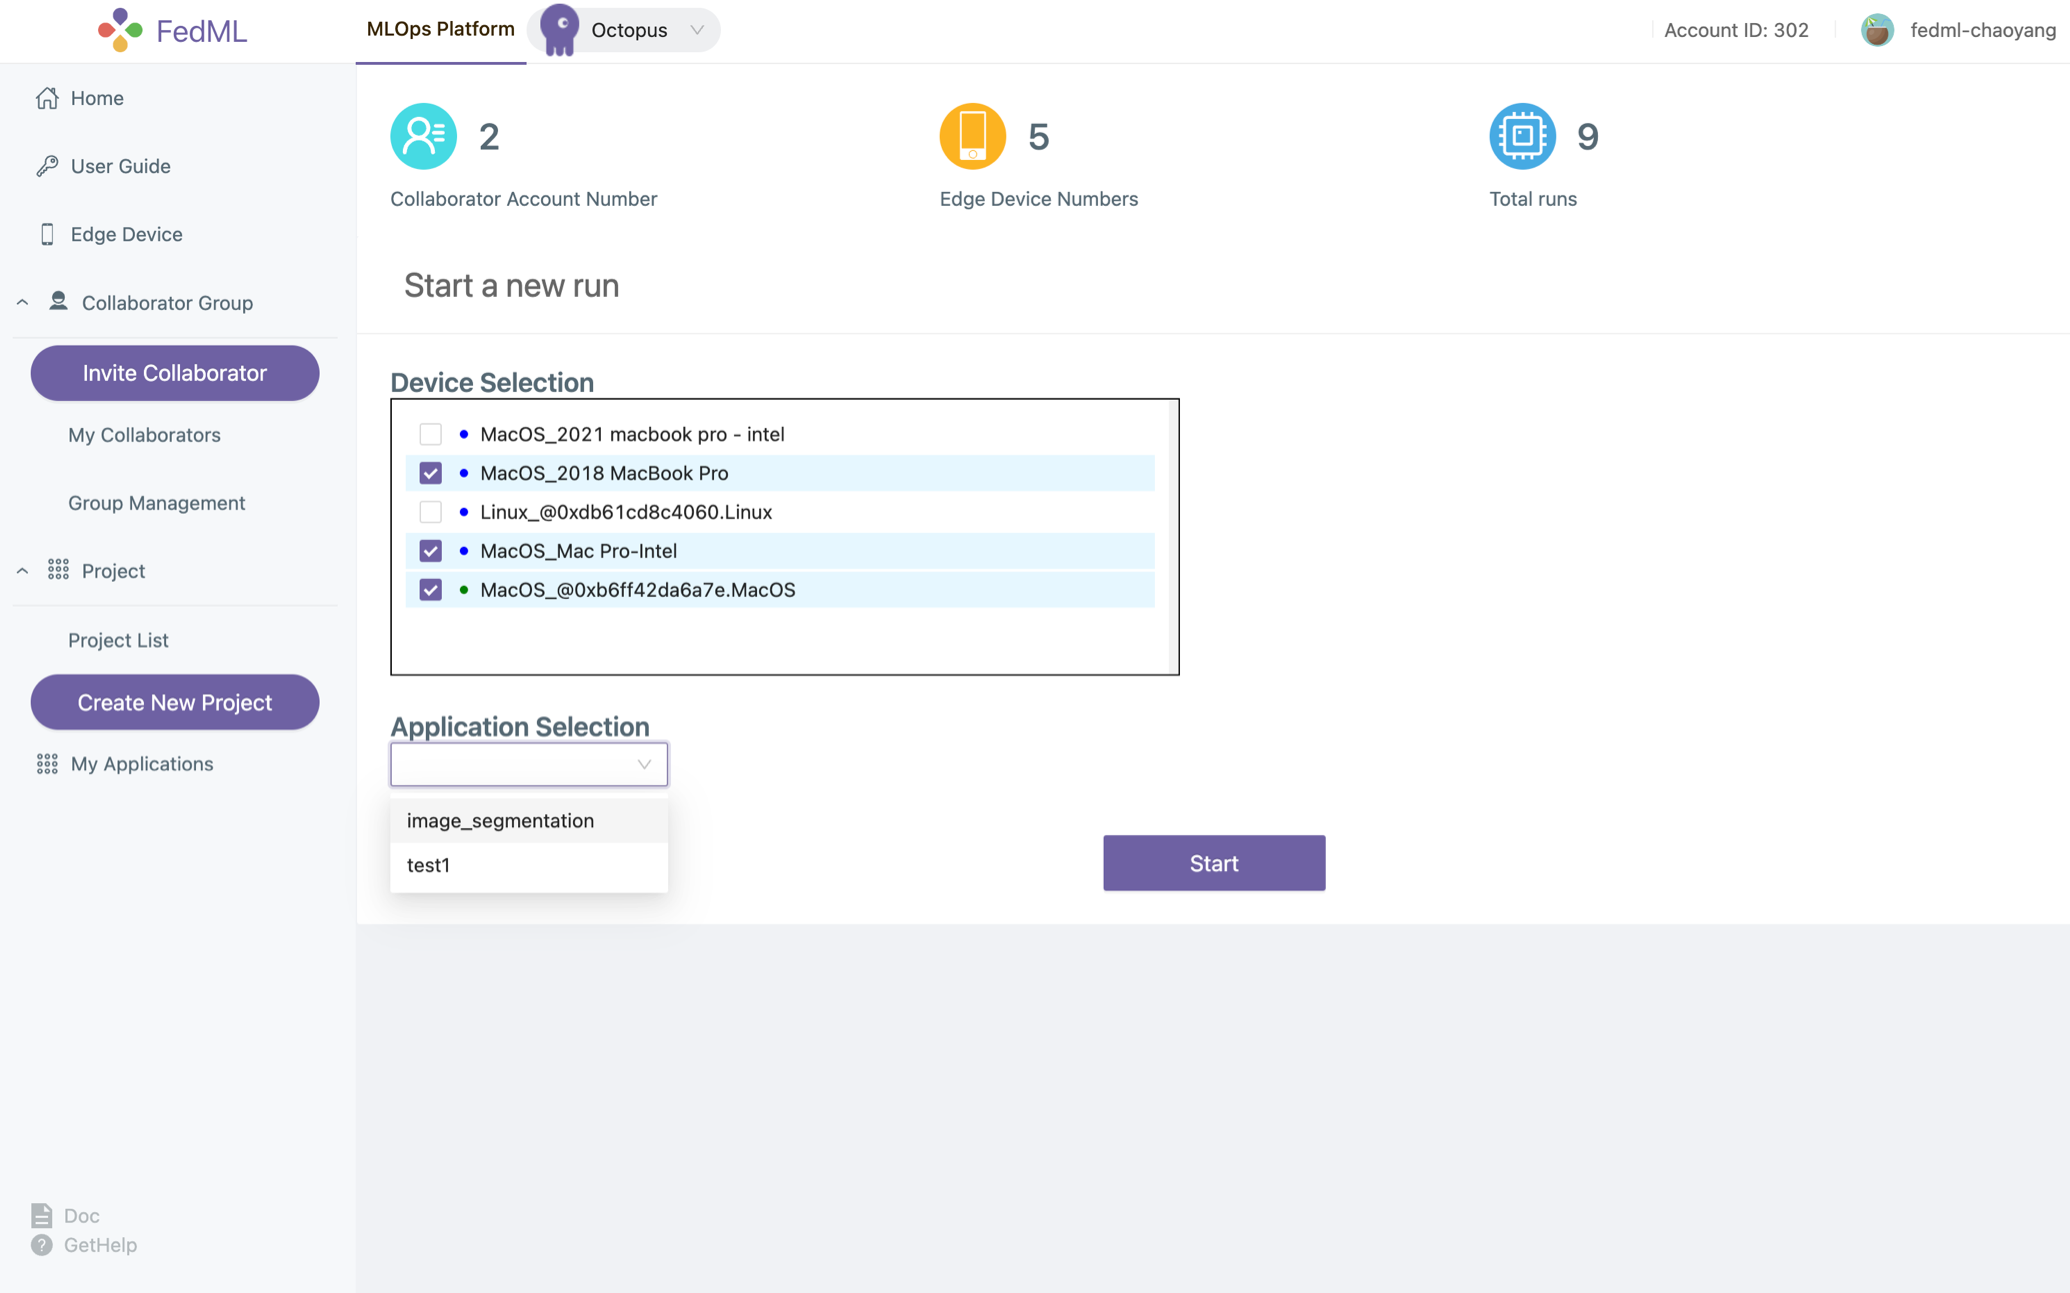 FedML
MLOps Platform
Octopus
Account ID: 302
fedml-chaoyang
Home
User Guide
Edge Device
Collaborator Group
Invite Collaborator
My Collaborators
Group Management
Project
Project List
Create New Project
My Applications
Doc
GetHelp
2
Collaborator Account Number
5
Edge Device Numbers
9
Total runs
Start a new run
Device Selection
MacOS_2021 macbook pro - intel
MacOS_2018 MacBook Pro
Linux_@0xdb61cd8c4060.Linux
MacOS_Mac Pro-Intel
MacOS_@0xb6ff42da6a7e.MacOS
Application Selection
image_segmentation
test1
Start